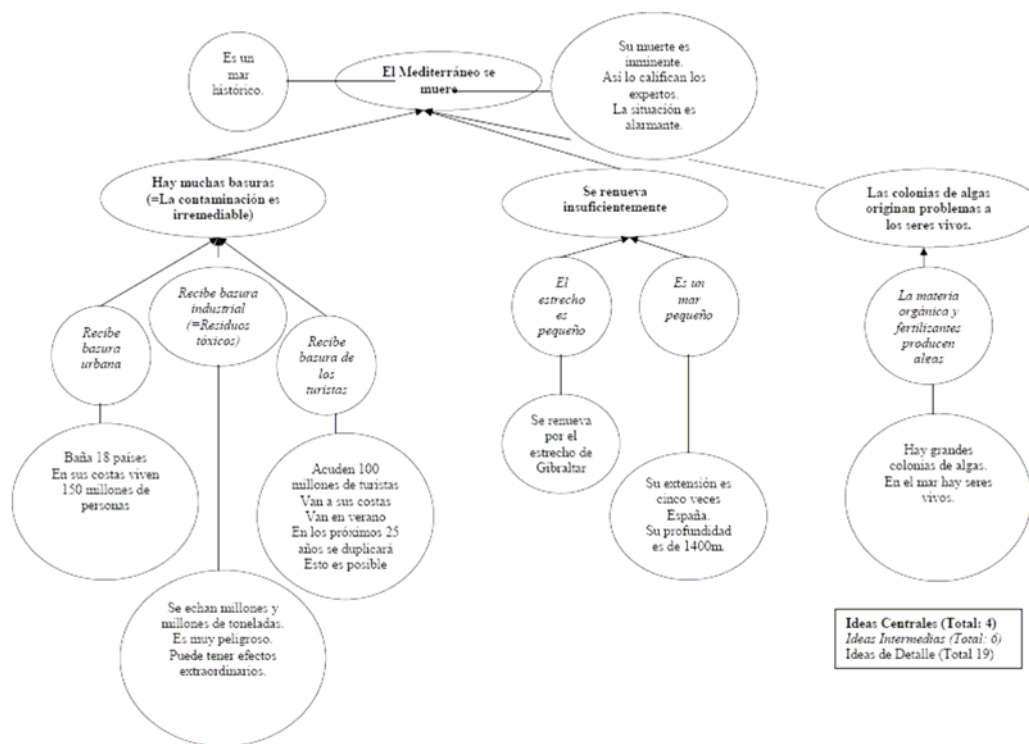 Es un
mar
histórico.
El Mediterráneo se
muere
Su muerte es
inminente.
Así lo califican los
expertos.
La situación es
alarmante.
Hay muchas basuras
(=La contaminación es
irremediable)
Se renueva
insuficientemente
Las colonias de algas
originan problemas a
los seres vivos.
Recibe
basura
urbana
Recibe basura
industrial
(=Residuos
tóxicos)
Recibe
basura de
los
turistas
El
estrecho
es
pequeño
Es un
mar
pequeño
La materia
orgánica y
fertilizantes
producen
algas
Baña 18 países
En sus costas viven
150 millones de
personas
Se echan millones y
millones de toneladas.
Es muy peligroso.
Puede tener efectos
extraordinarios.
Acuden 100
millones de turistas
Van a sus costas
Van en verano
En los próximos 25
años se duplicará
Esto es posible
Se renueva
por el
estrecho de
Gibraltar
Su extensión es
cinco veces
España.
Su profundidad
es de 1400m.
Hay grandes
colonias de algas.
En el mar hay seres
vivos.
Ideas Centrales (Total: 4)
Ideas Intermedias (Total: 6)
Ideas de Detalle (Total 19)